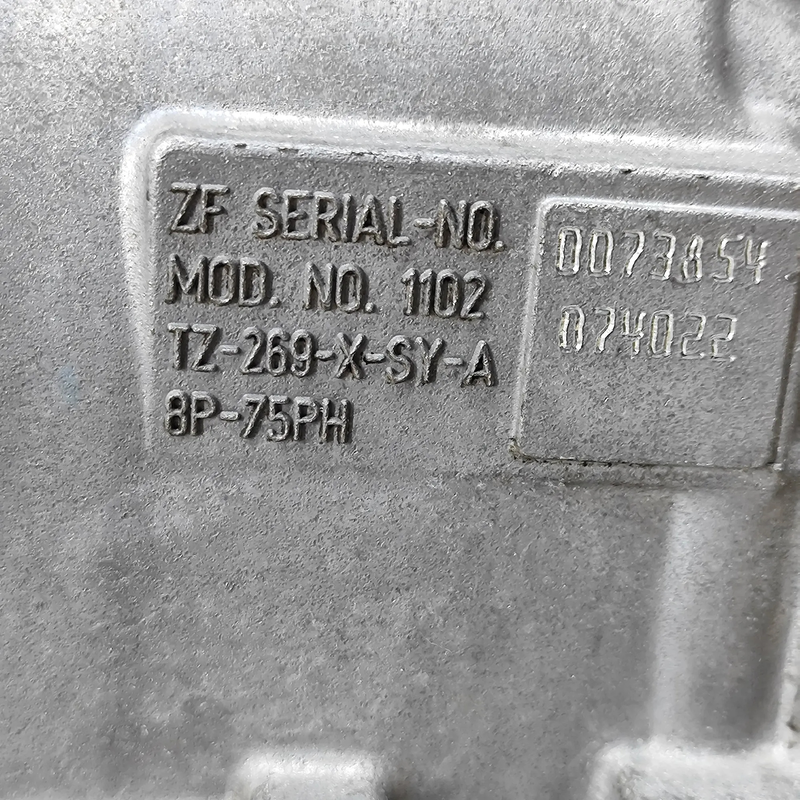 ZF SERIAL-NO. 0073854
MOD. NO. 1102 074022
TZ-269-X-SY-A
8P-75PH